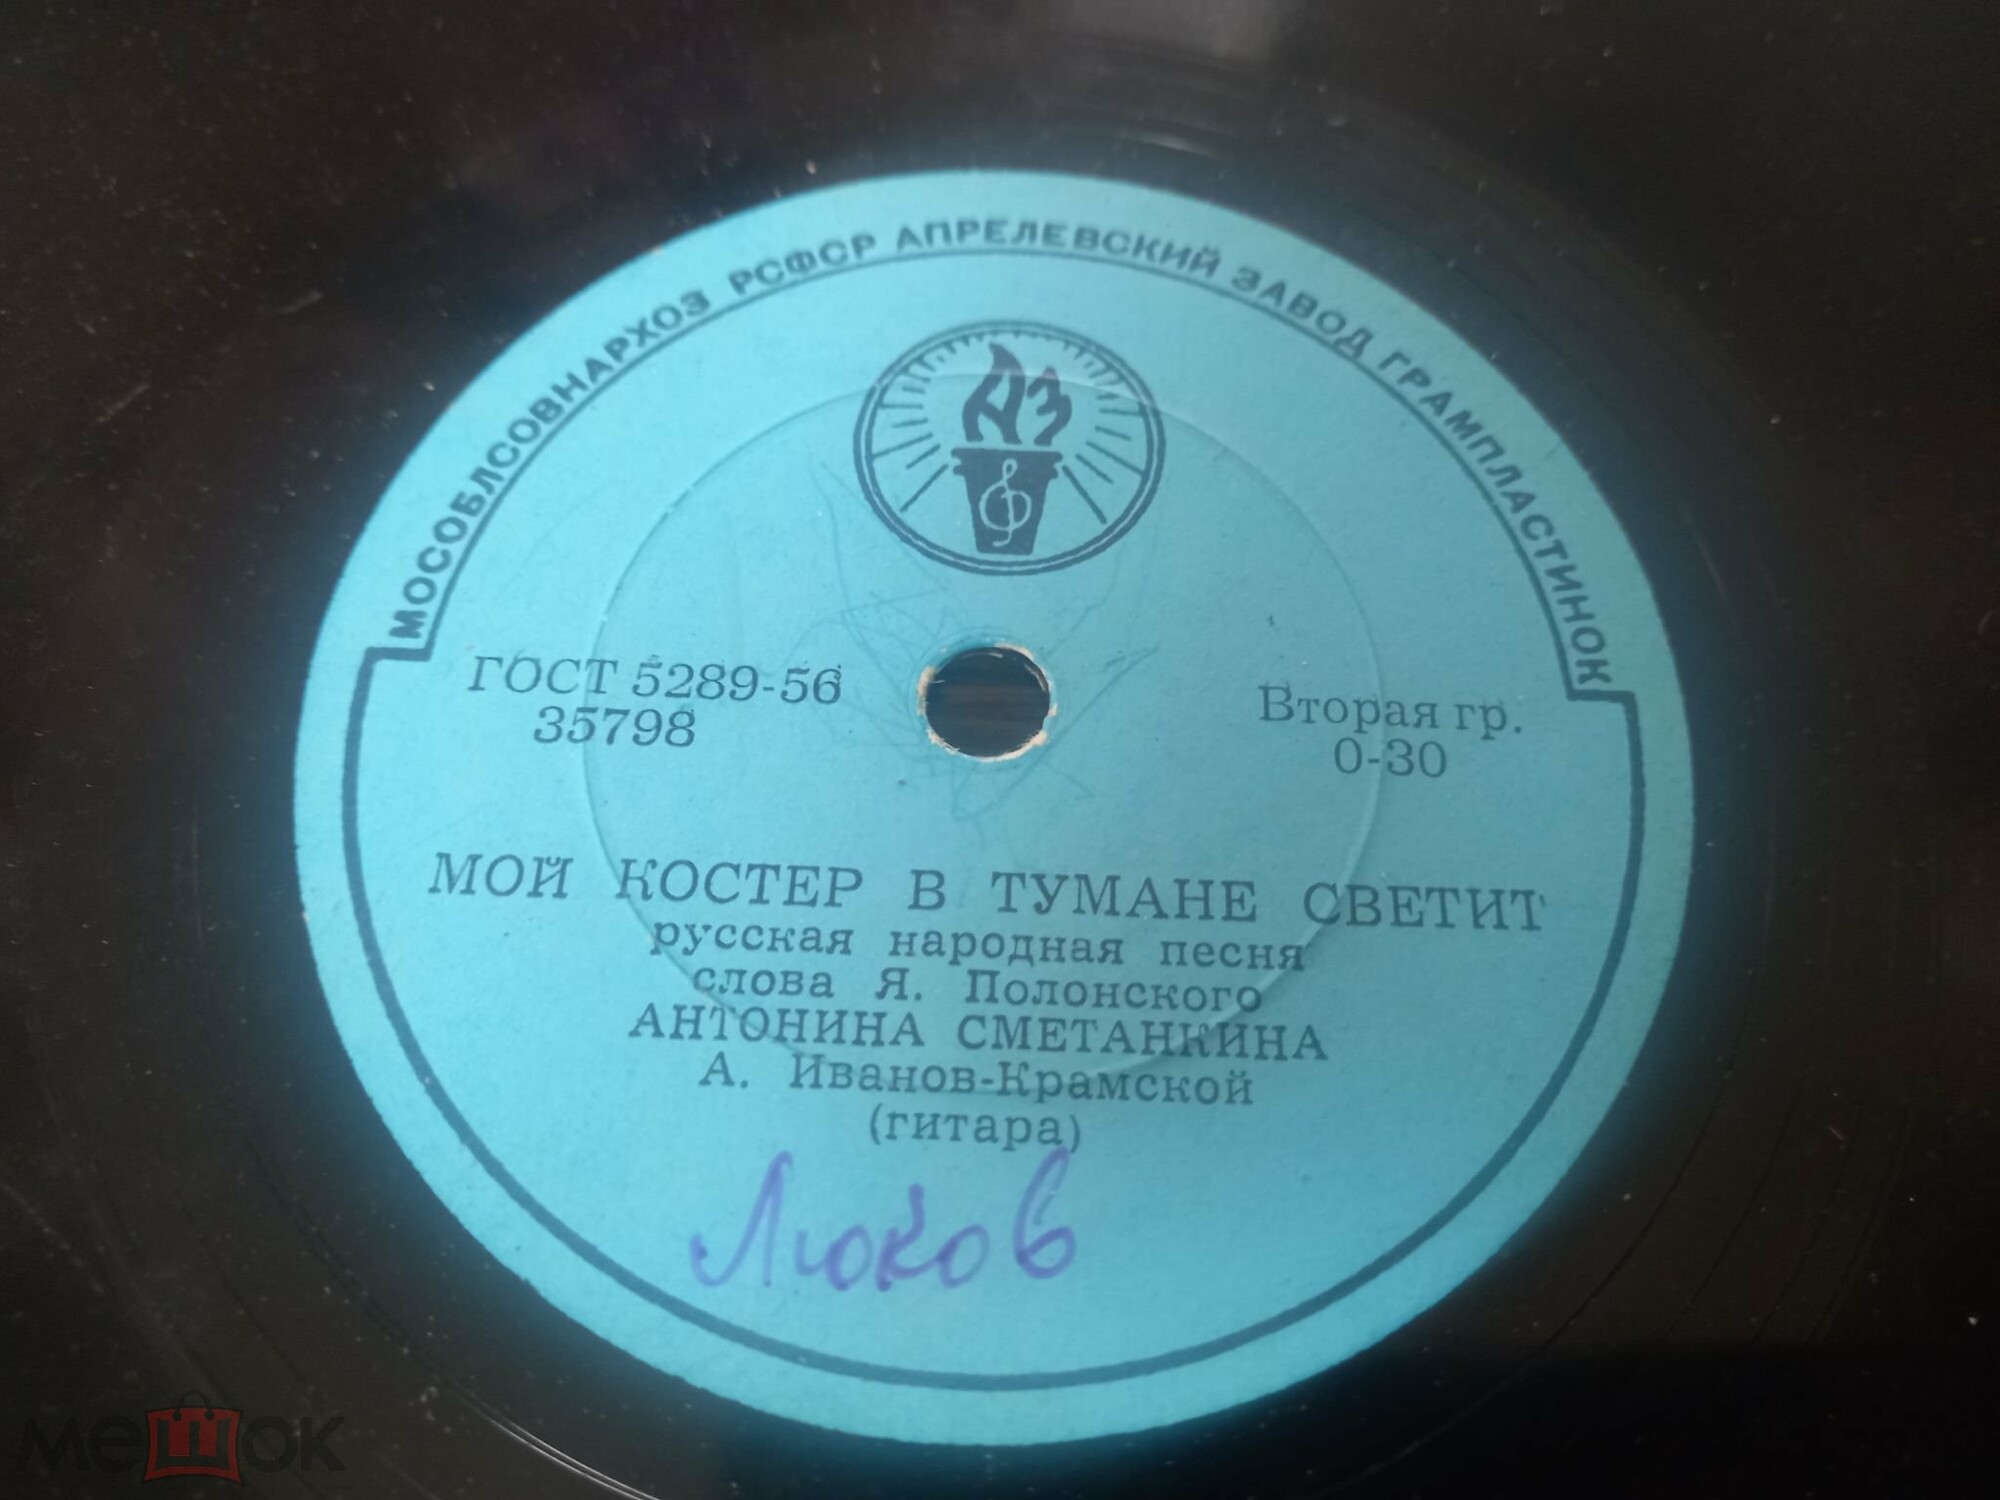 МОСОБЛСОВНАРХОЗ РСФСР АПРЕЛЕВСКИЙ ЗАВОД ГРАМПЛАСТИНОК
АЗ
ГОСТ 5289-56
35798
Вторая гр.
0-30
МОЙ КОСТЕР В ТУМАНЕ СВЕТИТ
русская народная песня
слова Я. Полонского
АНТОНИНА СМЕТАНКИНА
А. Иванов-Крамской
(гитара)
Люков
мешок